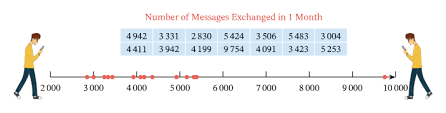 Number of Messages Exchanged in 1 Month
4 942 3 331 2 830 5 424 3 506 5 483 3 004
4 411 3 942 4 199 9 754 4 091 3 423 5 253
2 000 3 000 4 000 5 000 6 000 7 000 8 000 9 000 10 000